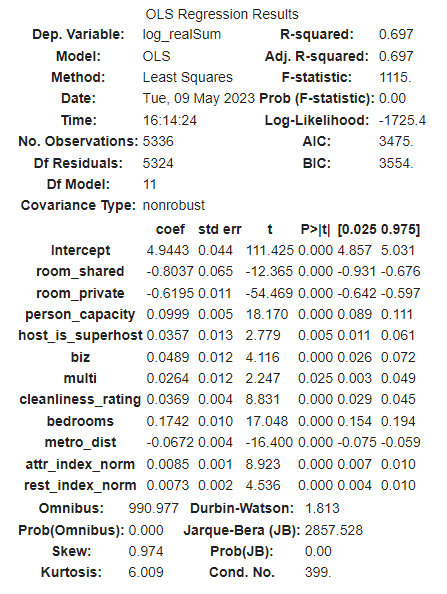 OLS Regression Results
Dep. Variable: log_realSum R-squared: 0.697
Model: OLS Adj. R-squared: 0.697
Method: Least Squares F-statistic: 1115.
Date: Tue, 09 May 2023 Prob (F-statistic): 0.00
Time: 16:14:24 Log-Likelihood: -1725.4
No. Observations: 5336 AIC: 3475.
Df Residuals: 5324 BIC: 3554.
Df Model: 11
Covariance Type: nonrobust
coef std err t P>|t| [0.025 0.975]
Intercept 4.9443 0.044 111.425 0.000 4.857 5.031
room_shared -0.8037 0.065 -12.365 0.000 -0.931 -0.676
room_private -0.6195 0.011 -54.469 0.000 -0.642 -0.597
person_capacity 0.0999 0.005 18.170 0.000 0.089 0.111
host_is_superhost 0.0357 0.013 2.779 0.005 0.011 0.061
biz 0.0489 0.012 4.116 0.000 0.026 0.072
multi 0.0264 0.012 2.247 0.025 0.003 0.049
cleanliness_rating 0.0369 0.004 8.831 0.000 0.029 0.045
bedrooms 0.1742 0.010 17.048 0.000 0.154 0.194
metro_dist -0.0672 0.004 -16.400 0.000 -0.075 -0.059
attr_index_norm 0.0085 0.001 8.923 0.000 0.007 0.010
rest_index_norm 0.0073 0.002 4.536 0.000 0.004 0.010
Omnibus: 990.977 Durbin-Watson: 1.813
Prob(Omnibus): 0.000 Jarque-Bera (JB): 2857.528
Skew: 0.974 Prob(JB): 0.00
Kurtosis: 6.009 Cond. No. 399.